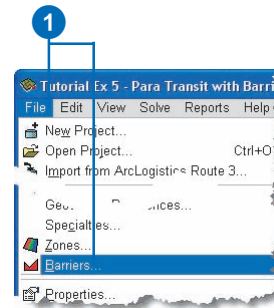 1
Tutorial Ex 5 - Para Transit with Barri
File Edit View Solve Reports Help
New Project...
Open Project... Ctrl+O
Import from ArcLogistics Route 3...
Specialties...
Zones...
Barriers...
Properties...